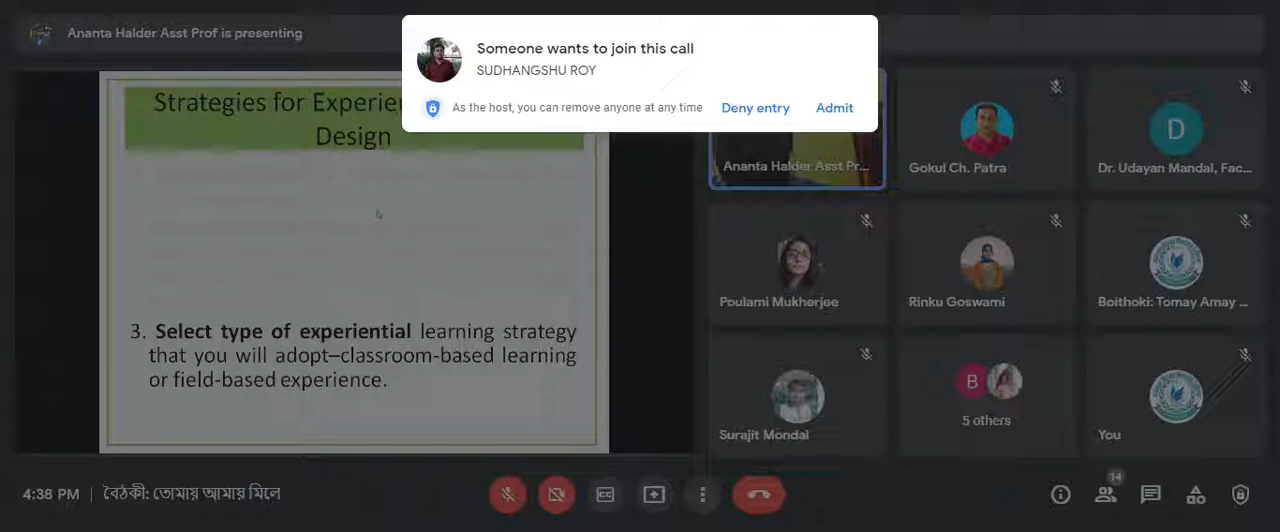 Ananta Halder Asst Prof is presenting
Someone wants to join this call
SUDHANGSHU ROY
As the host, you can remove anyone at any time
Deny entry
Admit
Strategies for Experie
Design
3. Select type of experiential learning strategy
that you will adopt–classroom-based learning
or field-based experience.
Ananta Halder Asst Pr...
Gokul Ch. Patra
D
Dr. Udayan Mandal, Fac...
Poulami Mukherjee
Rinku Goswami
Boithoki: Tomay Amay ...
Surajit Mondal
B
5 others
You
4:38 PM | বৈঠকী: তোমায় আমায় মিলে
CC
14